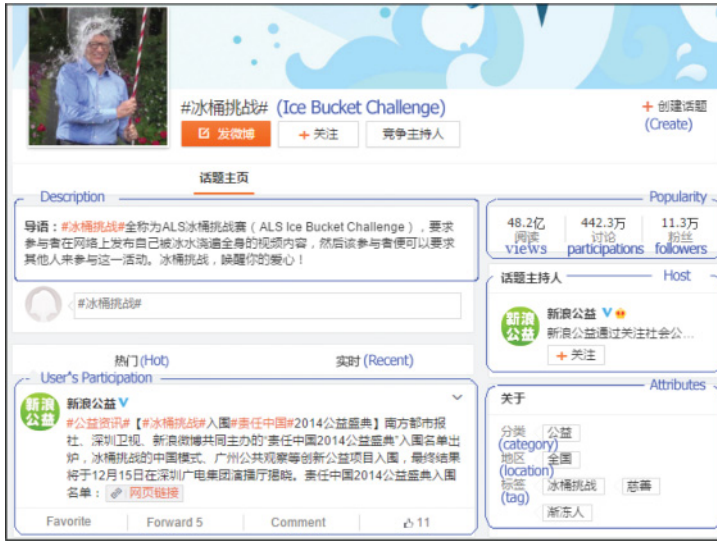 #冰桶挑战# (Ice Bucket Challenge)
发微博
+ 关注
竞争主持人
+ 创建话题
(Create)
话题主页
Description
导语：#冰桶挑战#全称为ALS冰桶挑战赛（ALS Ice Bucket Challenge），要求
参与者在网络上发布自己被冰水浇遍全身的视频内容，然后该参与者便可以要求
其他人来参与这一活动。冰桶挑战，唤醒你的爱心！
#冰桶挑战#
热门(Hot)
实时(Recent)
User's Participation
新浪公益
新浪公益 V
#公益资讯#【#冰桶挑战#入围#责任中国#2014公益盛典】南方都市报
社、深圳卫视、新浪微博共同主办的“责任中国2014公益盛典”入围名单出
炉，冰桶挑战的中国模式、广州公共观察等创新公益项目入围，最终结果
将于12月15日在深圳广电集团演播厅揭晓。责任中国2014公益盛典入围
名单： 网页链接
Favorite
Forward 5
Comment
11
Popularity
48.2亿 442.3万 11.3万
阅读 讨论 粉丝
views participations followers
话题主持人
Host
新浪公益
新浪公益 V
新浪公益通过关注社会公...
+ 关注
Attributes
关于
分类 公益
(category)
地区 全国
(location)
标签 冰桶挑战 慈善
(tag)
渐冻人